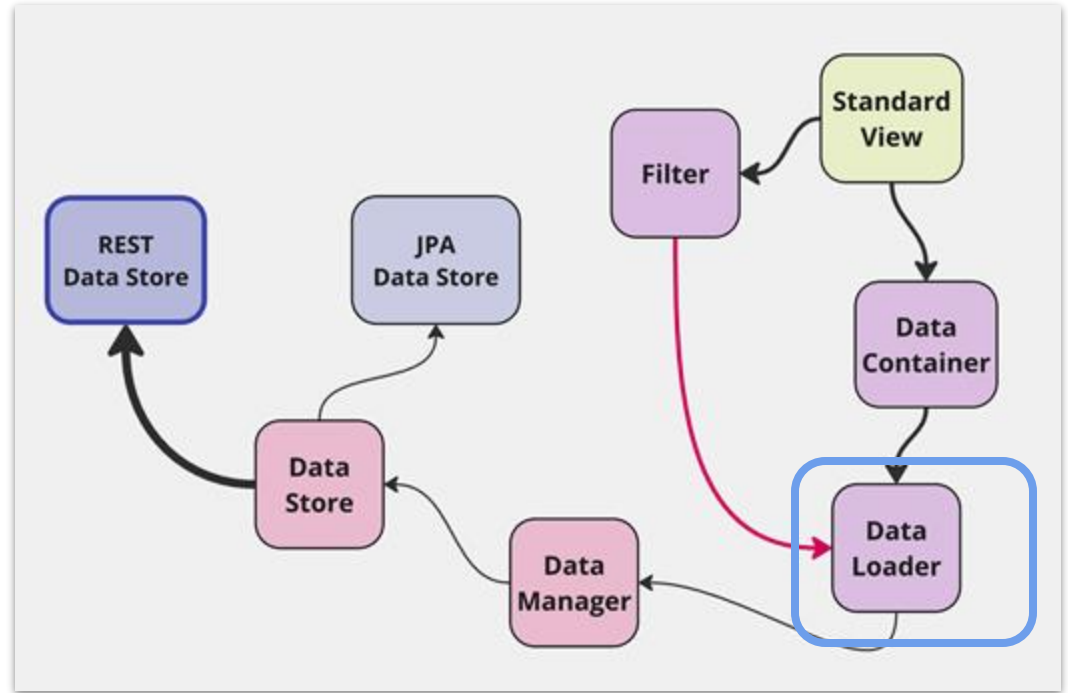 Standard
View
Filter
REST
Data Store
JPA
Data Store
Data
Container
Data
Store
Data
Loader
Data
Manager